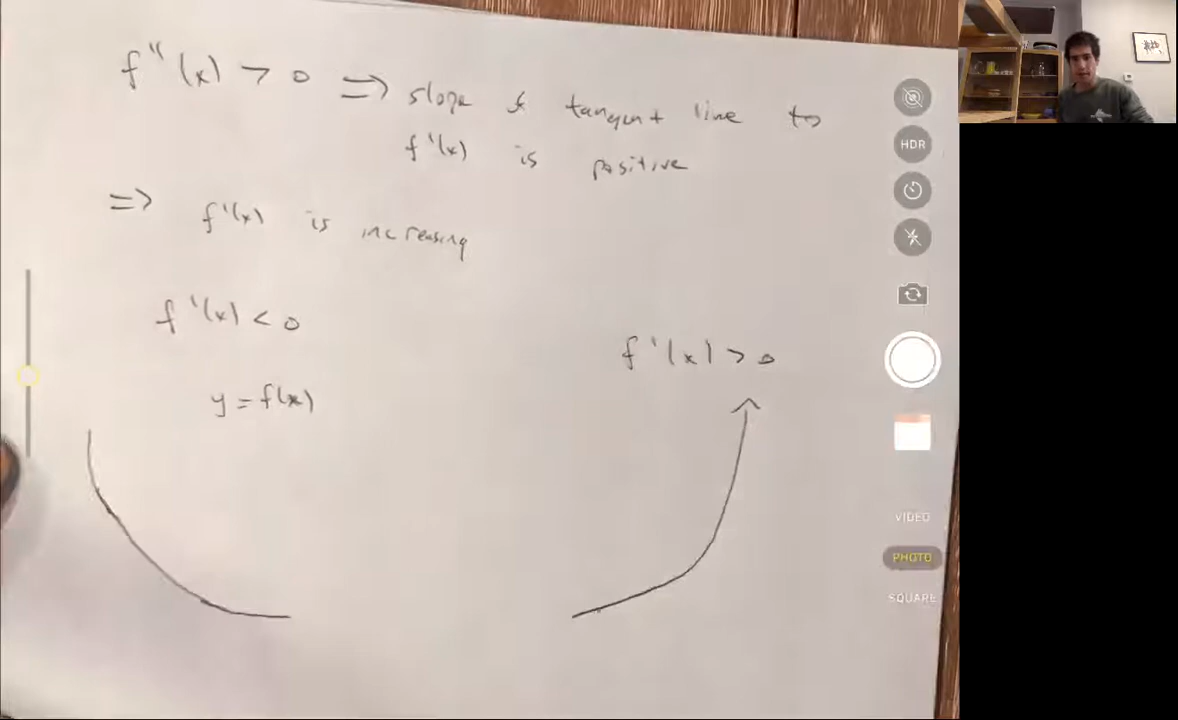 f''(x) > 0 => slope of tangent line to
f'(x) is positive
=> f'(x) is increasing
f'(x) < 0
f'(x) > 0
y = f(x)
HDR
VIDEO
PHOTO
SQUARE